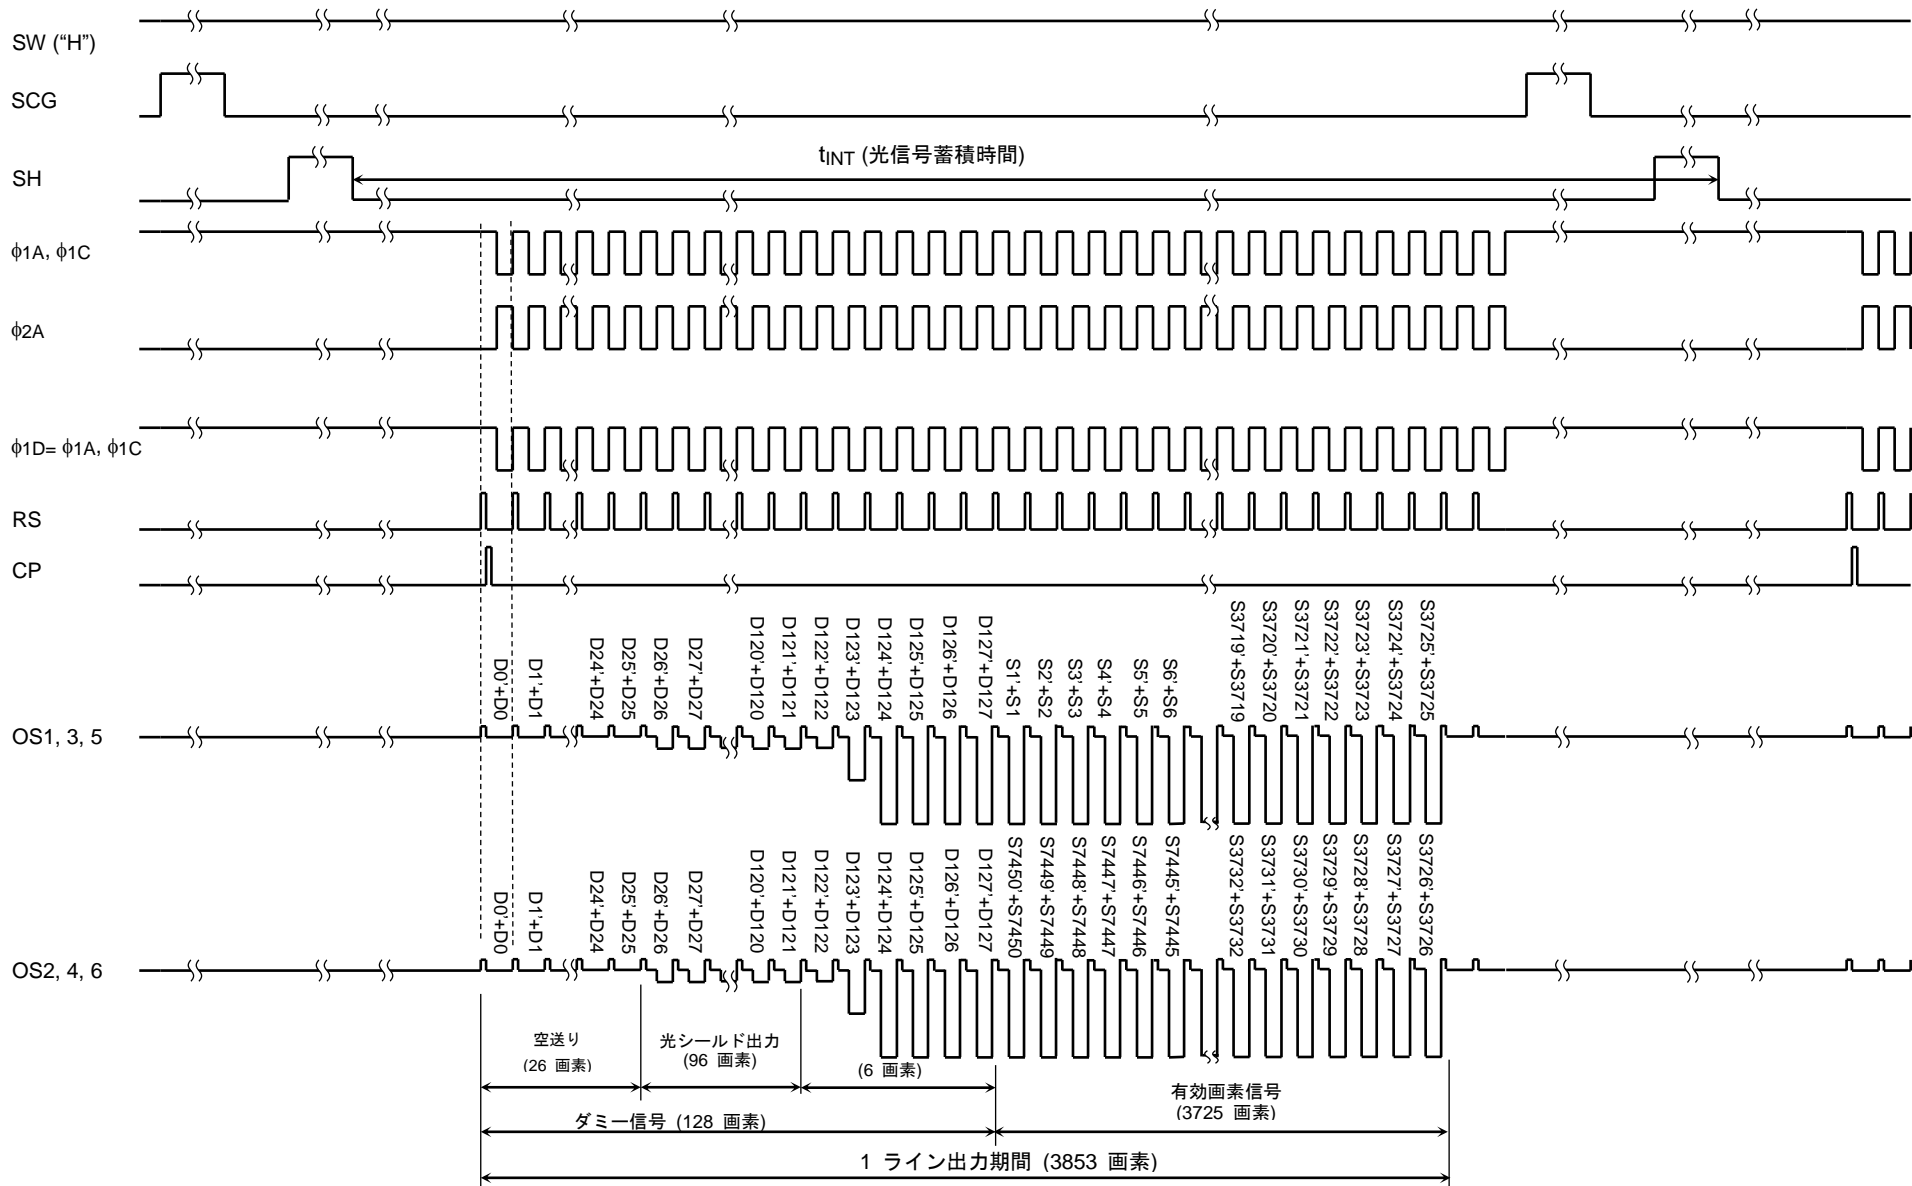 SW (“H”)
SCG
SH
tINT (光信号蓄積時間)
ϕ1A, ϕ1C
ϕ2A
ϕ1D= ϕ1A, ϕ1C
RS
CP
OS1, 3, 5
D0’+D0
D1’+D1
D24’+D24
D25’+D25
D26’+D26
D27’+D27
D120’+D120
D121’+D121
D122’+D122
D123’+D123
D124’+D124
D125’+D125
D126’+D126
D127’+D127
S1’+S1
S2’+S2
S3’+S3
S4’+S4
S5’+S5
S6’+S6
S3719’+S3719
S3720’+S3720
S3721’+S3721
S3722’+S3722
S3723’+S3723
S3724’+S3724
S3725’+S3725
OS2, 4, 6
D0’+D0
D1’+D1
D24’+D24
D25’+D25
D26’+D26
D27’+D27
D120’+D120
D121’+D121
D122’+D122
D123’+D123
D124’+D124
D125’+D125
D126’+D126
D127’+D127
S7450’+S7450
S7449’+S7449
S7448’+S7448
S7447’+S7447
S7446’+S7446
S7445’+S7445
S3732’+S3732
S3731’+S3731
S3730’+S3730
S3729’+S3729
S3728’+S3728
S3727’+S3727
S3726’+S3726
空送り
(26 画素)
光シールド出力
(96 画素)
(6 画素)
有効画素信号
(3725 画素)
ダミー信号 (128 画素)
1 ライン出力期間 (3853 画素)